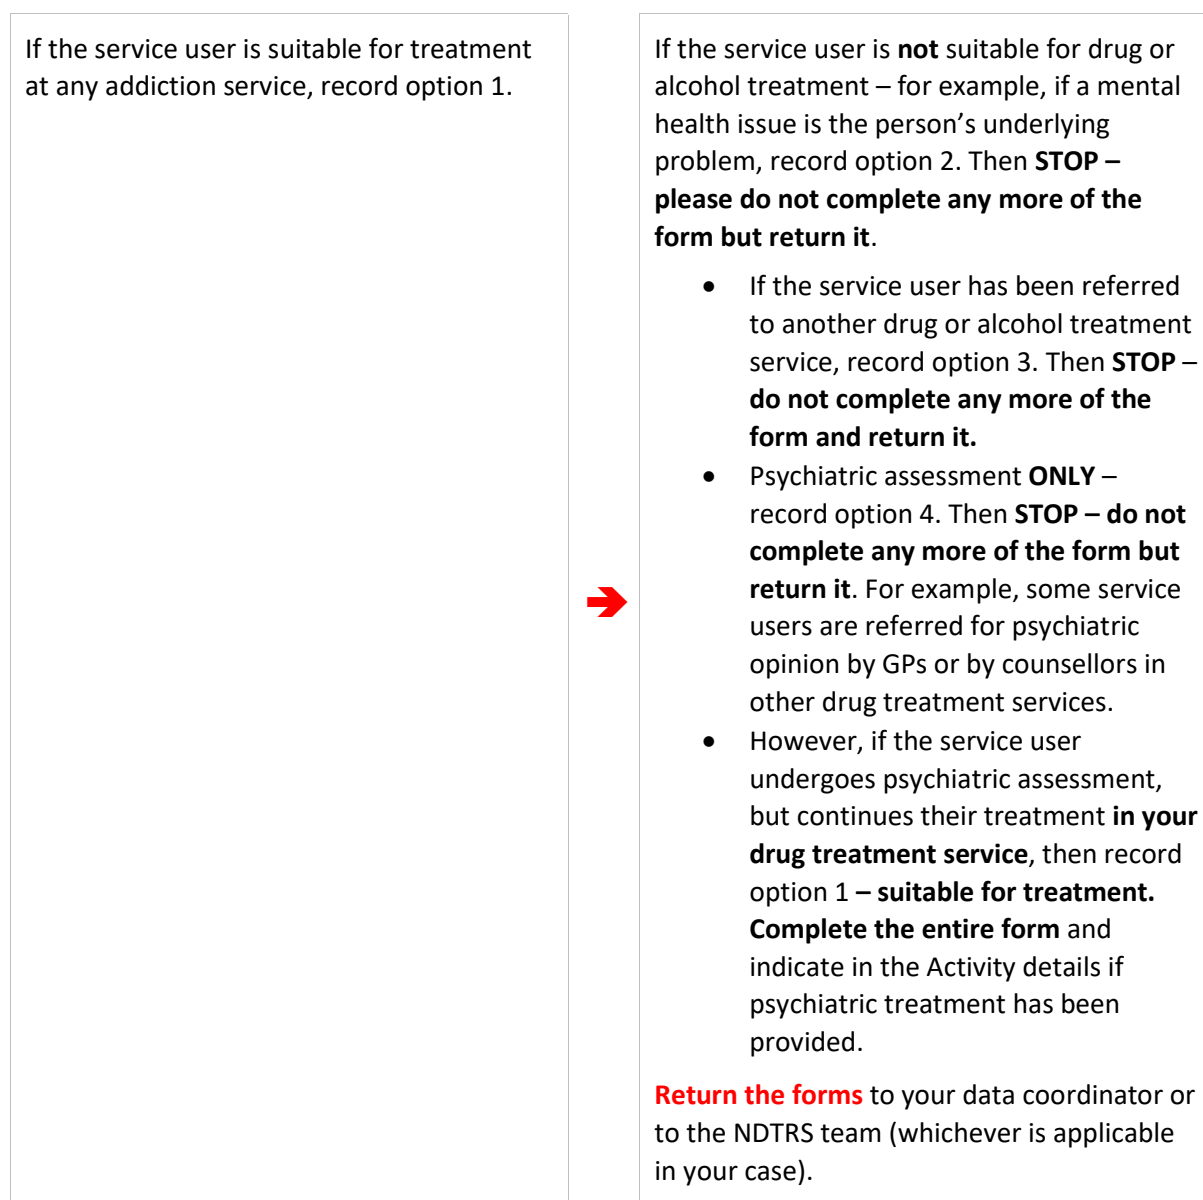 If the service user is suitable for treatment
at any addiction service, record option 1.
If the service user is not suitable for drug or
alcohol treatment – for example, if a mental
health issue is the person’s underlying
problem, record option 2. Then STOP –
please do not complete any more of the
form but return it.
• If the service user has been referred
to another drug or alcohol treatment
service, record option 3. Then STOP –
do not complete any more of the
form and return it.
• Psychiatric assessment ONLY –
record option 4. Then STOP – do not
complete any more of the form but
return it. For example, some service
users are referred for psychiatric
opinion by GPs or by counsellors in
other drug treatment services.
• However, if the service user
undergoes psychiatric assessment,
but continues their treatment in your
drug treatment service, then record
option 1 – suitable for treatment.
Complete the entire form and
indicate in the Activity details if
psychiatric treatment has been
provided.
Return the forms to your data coordinator or
to the NDTRS team (whichever is applicable
in your case).